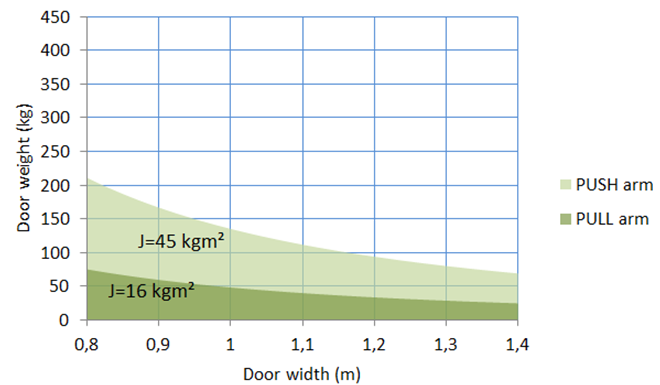 450
400
350
300
250
200
150
100
50
0
Door weight (kg)
J=45 kgm²
J=16 kgm²
0,8 0,9 1 1,1 1,2 1,3 1,4
Door width (m)
PUSH arm
PULL arm